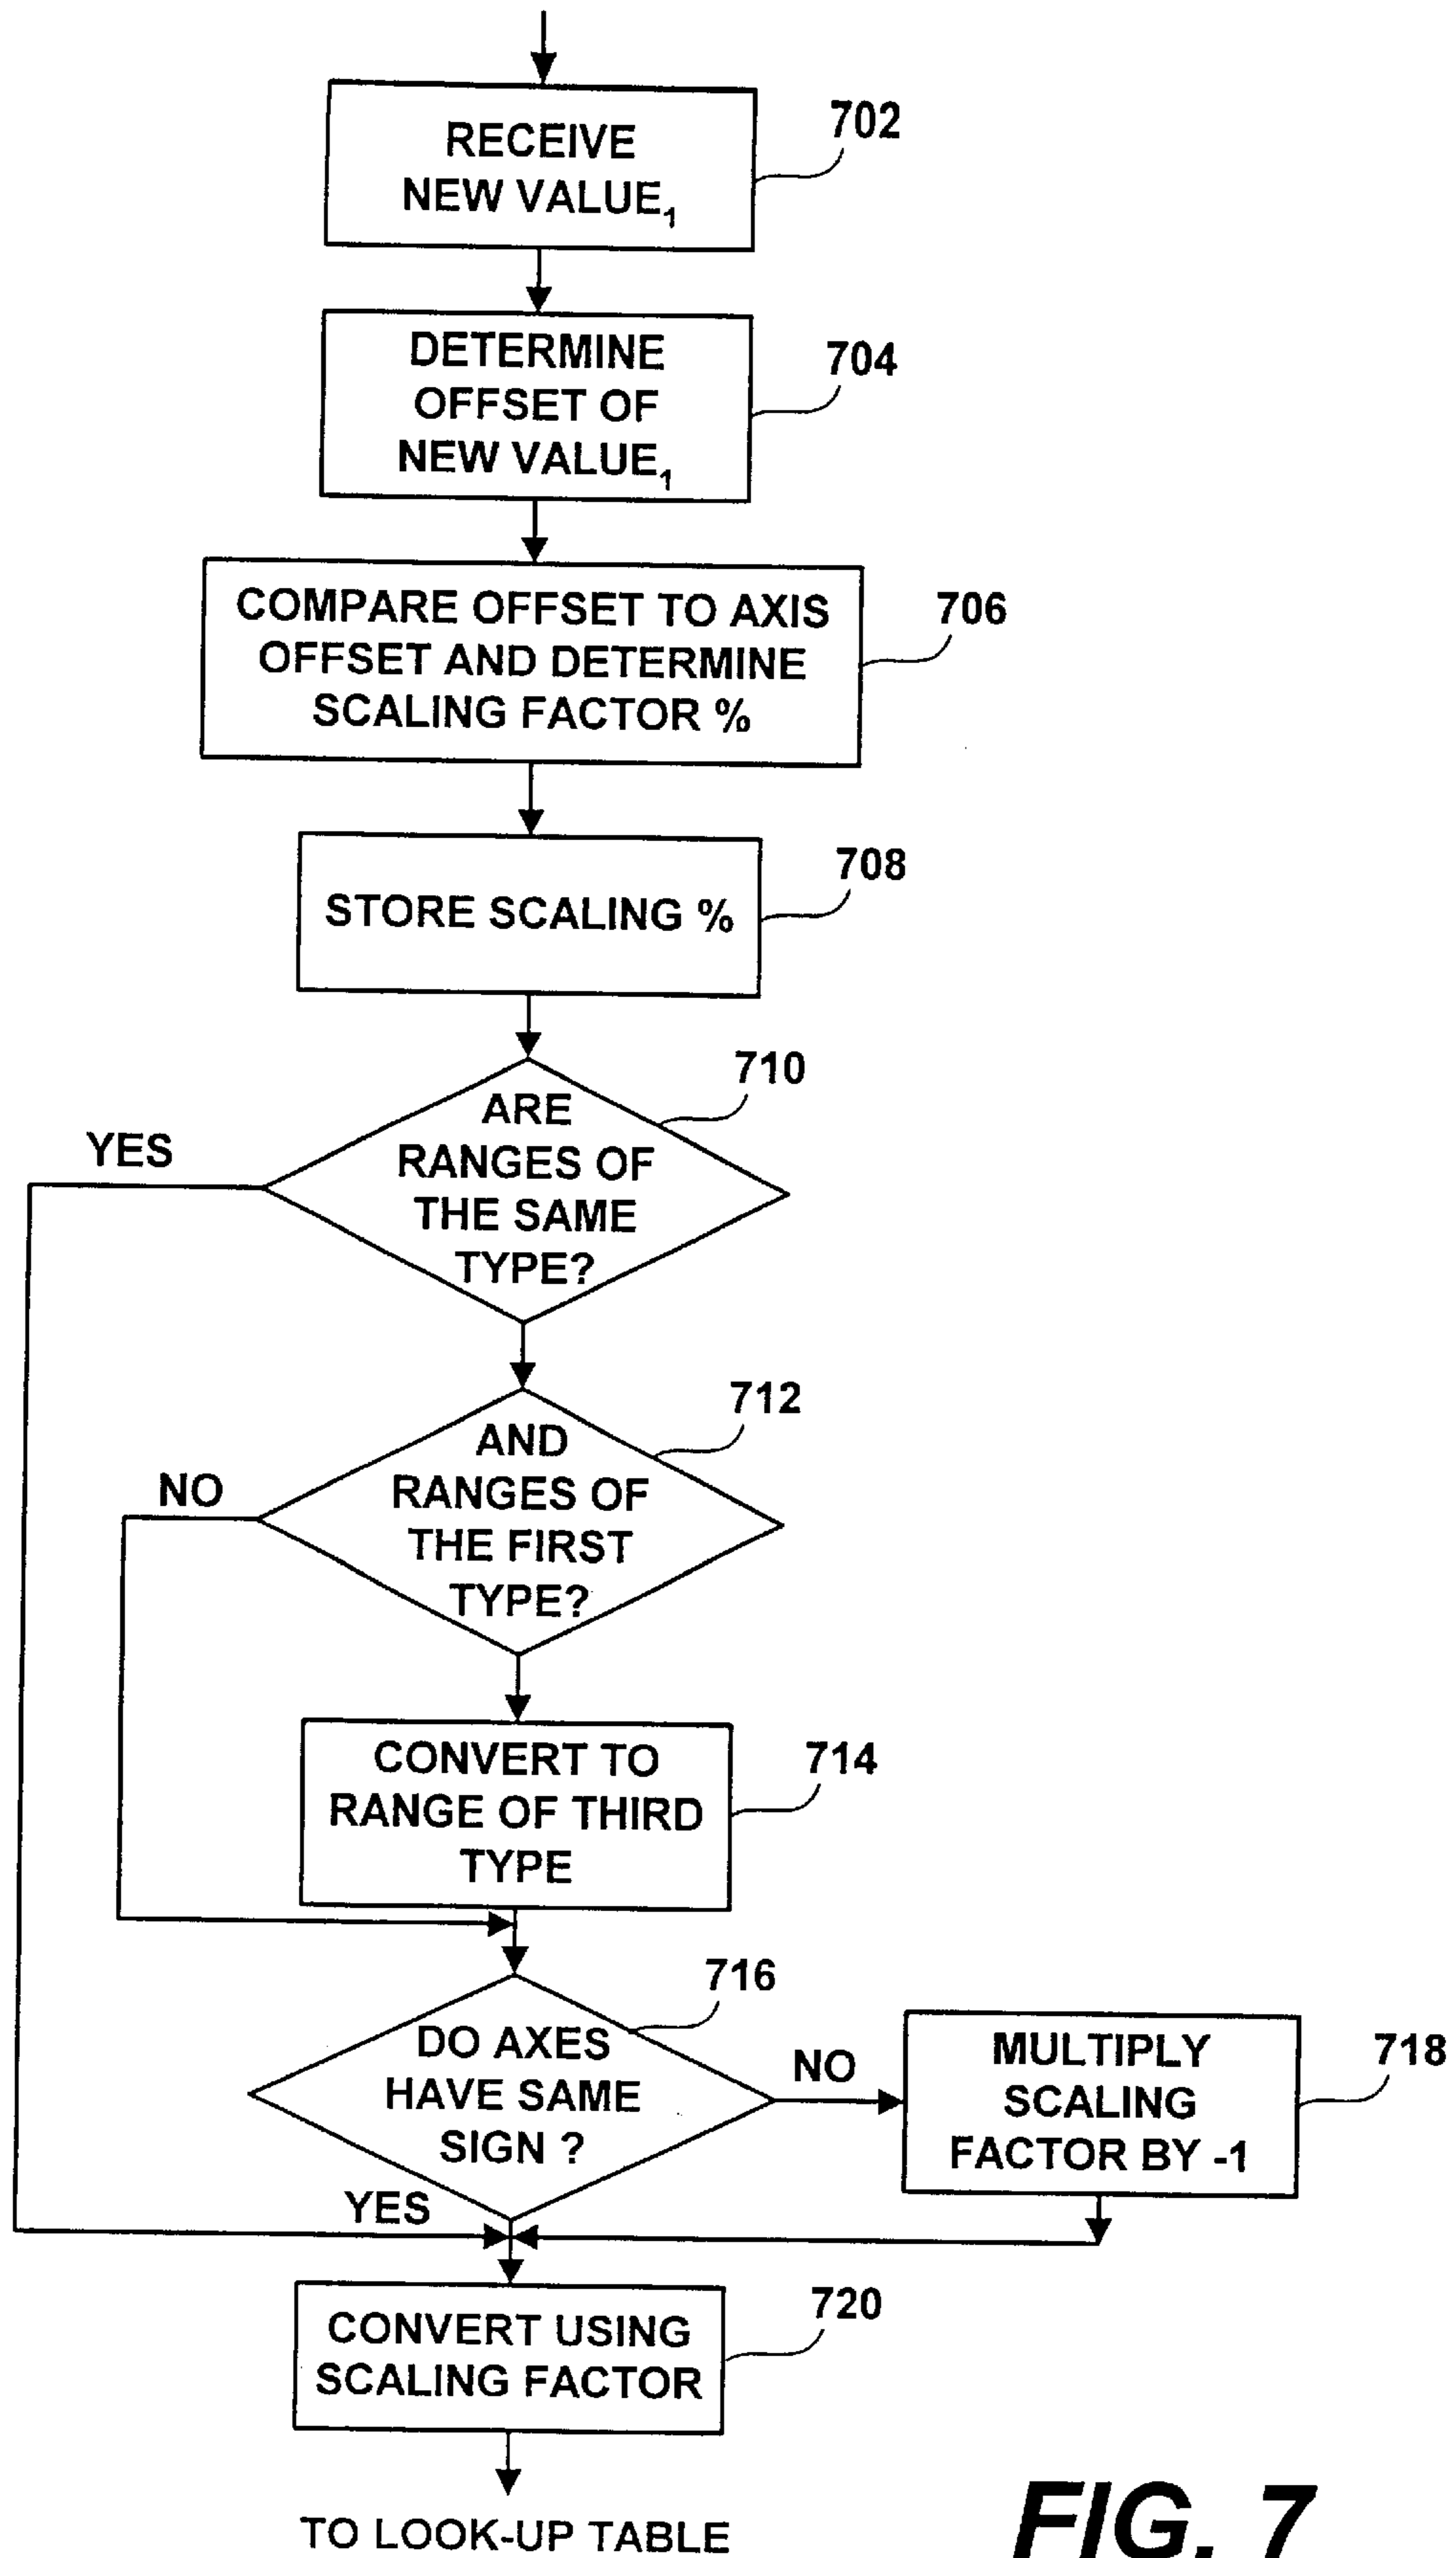 RECEIVE
NEW VALUE₁
702
DETERMINE
OFFSET OF
NEW VALUE₁
704
COMPARE OFFSET TO AXIS
OFFSET AND DETERMINE
SCALING FACTOR %
706
STORE SCALING %
708
ARE
RANGES OF
THE SAME
TYPE?
710
YES
AND
RANGES OF
THE FIRST
TYPE?
712
NO
CONVERT TO
RANGE OF THIRD
TYPE
714
DO AXES
HAVE SAME
SIGN ?
716
NO
MULTIPLY
SCALING
FACTOR BY -1
718
YES
CONVERT USING
SCALING FACTOR
720
TO LOOK-UP TABLE
FIG. 7